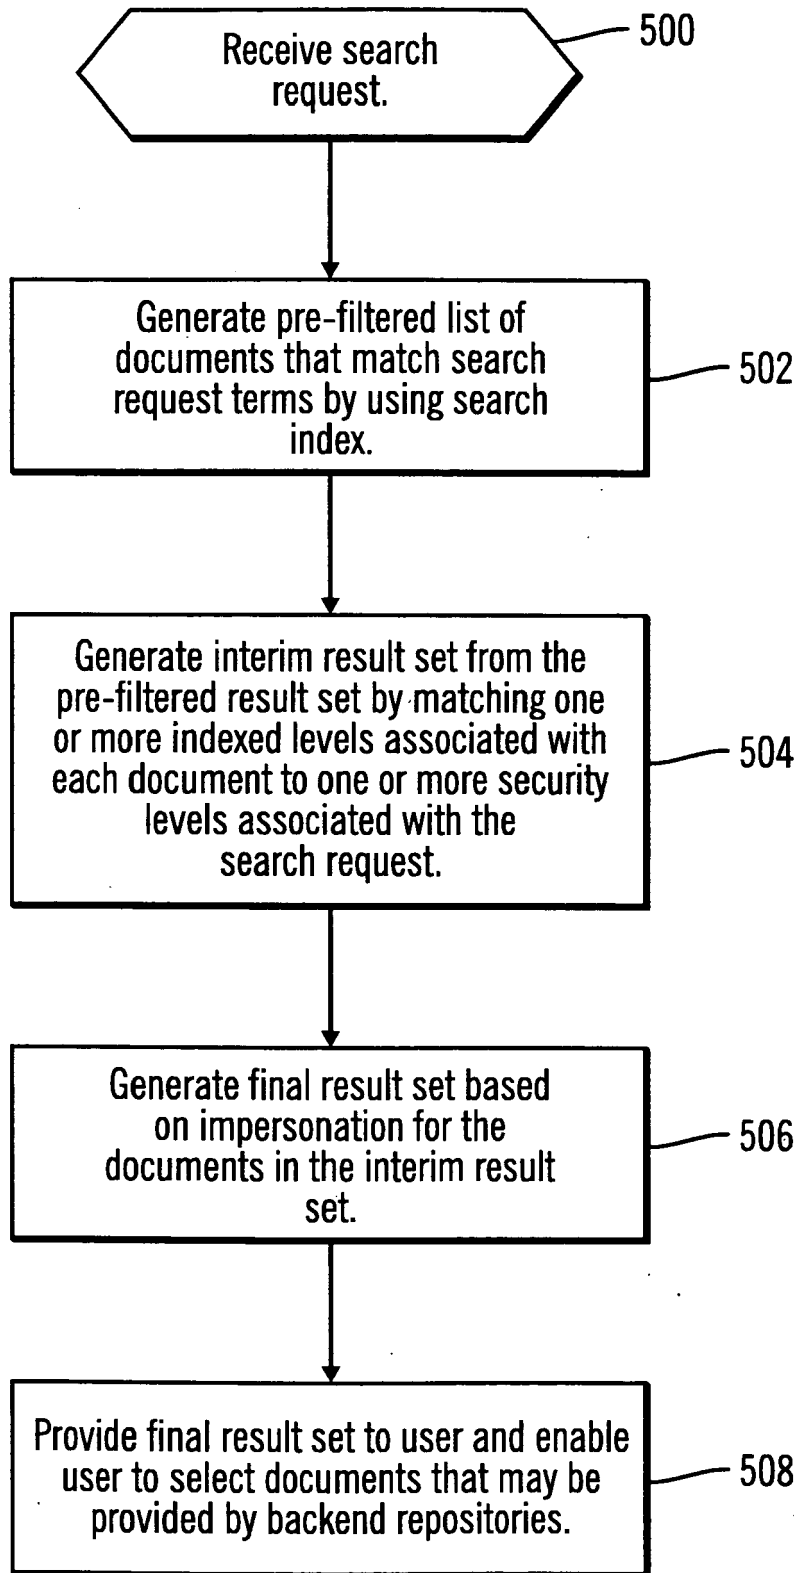 Receive search
request.
500
Generate pre-filtered list of
documents that match search
request terms by using search
index.
502
Generate interim result set from the
pre-filtered result set by matching one
or more indexed levels associated with
each document to one or more security
levels associated with the
search request.
504
Generate final result set based
on impersonation for the
documents in the interim result
set.
506
Provide final result set to user and enable
user to select documents that may be
provided by backend repositories.
508